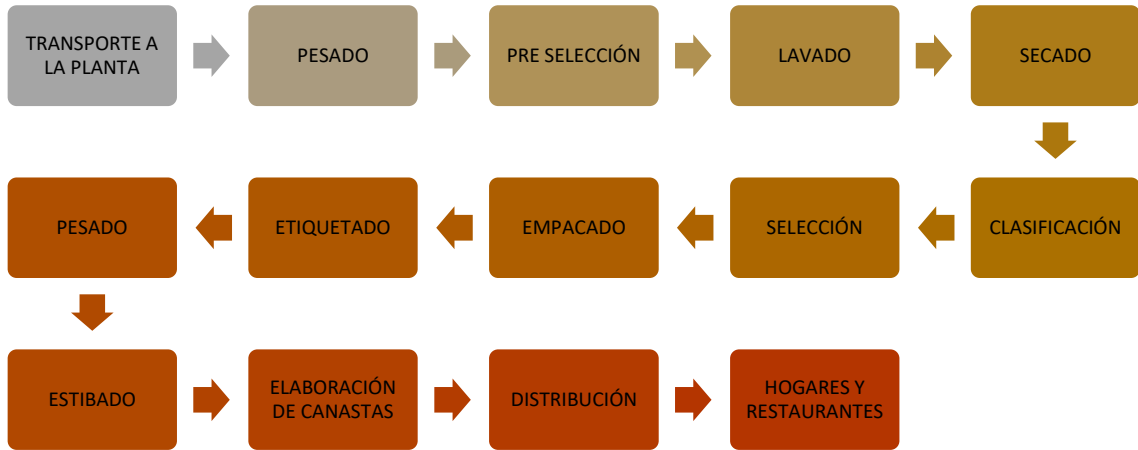 TRANSPORTE A
LA PLANTA
PESADO
PRE SELECCIÓN
LAVADO
SECADO
CLASIFICACIÓN
SELECCIÓN
EMPACADO
ETIQUETADO
PESADO
ESTIBADO
ELABORACIÓN
DE CANASTAS
DISTRIBUCIÓN
HOGARES Y
RESTAURANTES